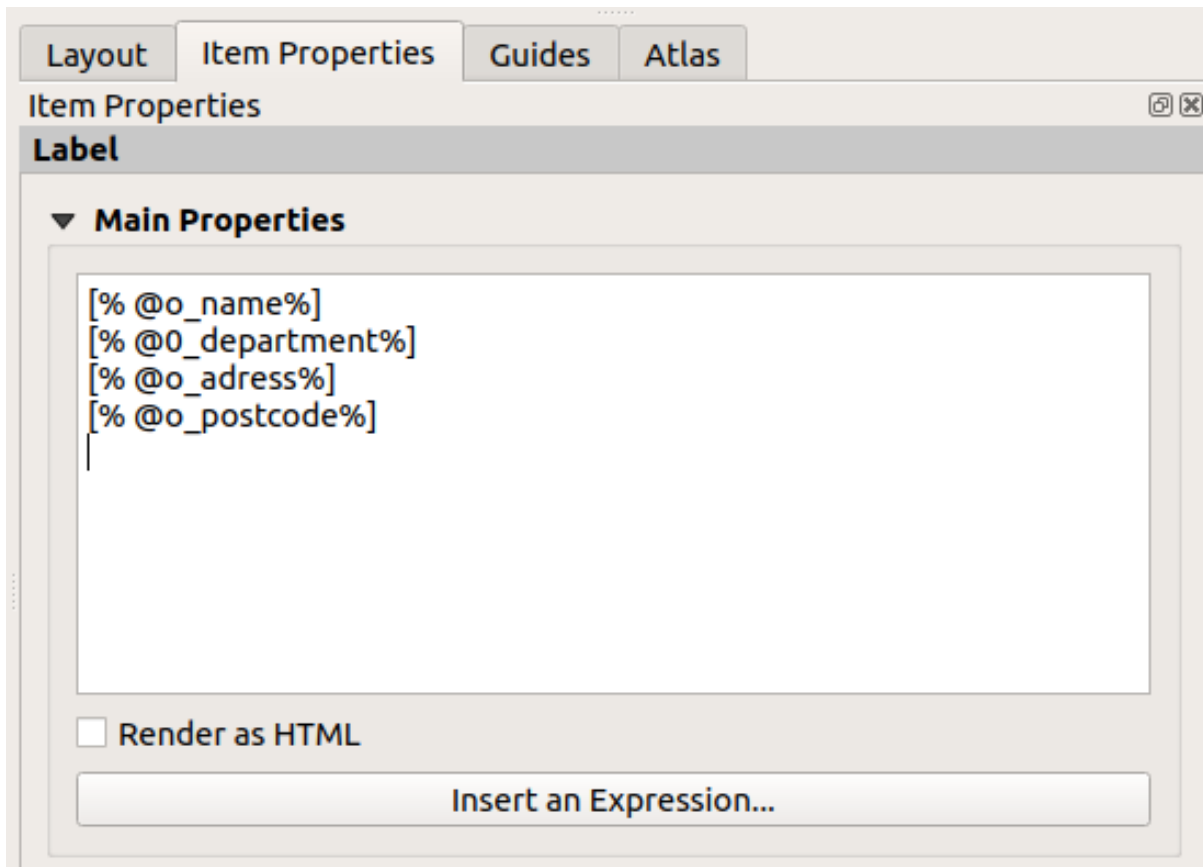 Layout Item Properties Guides Atlas
Item Properties
Label
Main Properties
[% @o_name%]
[% @0_department%]
[% @o_adress%]
[% @o_postcode%]
Render as HTML
Insert an Expression...